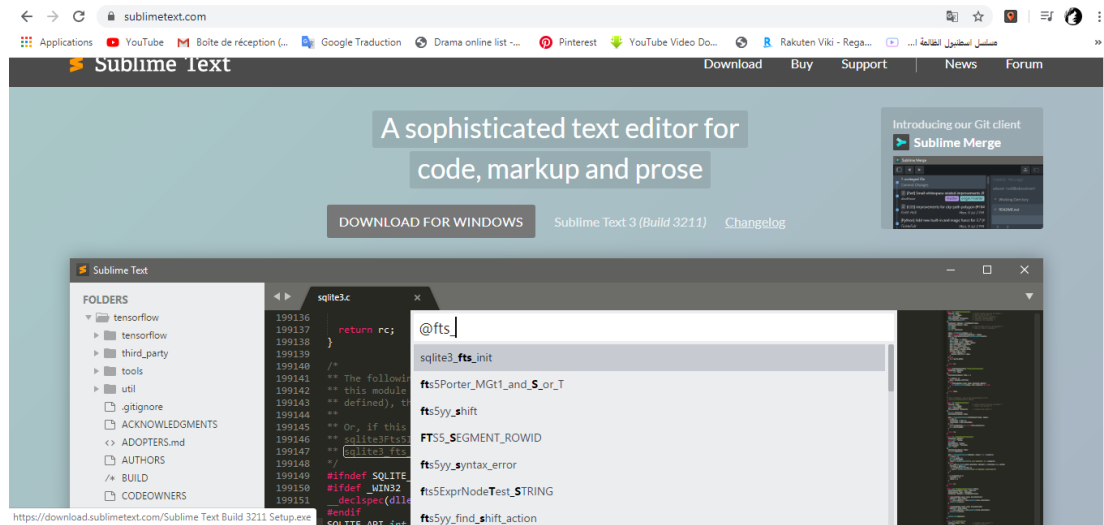 sublimetext.com
Applications YouTube Boîte de réception (... Google Traduction Drama online list -... Pinterest YouTube Video Do... Rakuten Viki - Rega... مسلسل اسطنبول الظالمة ا... »
Sublime Text
Download Buy Support News Forum
A sophisticated text editor for
code, markup and prose
Introducing our Git client
Sublime Merge
DOWNLOAD FOR WINDOWS Sublime Text 3 (Build 3211) Changelog
Sublime Text
FOLDERS
tensorflow
tensorflow
third_party
tools
util
.gitignore
ACKNOWLEDGMENTS
<> ADOPTERS.md
AUTHORS
/* BUILD
CODEOWNERS
sqlite3.c ×
199136
199137 return rc;
199138 }
199139
199140 /*
199141 ** The followin
199142 ** this module
199143 ** defined), th
199144 **
199145 ** Or, if this
199146 ** sqlite3Fts5I
199147 ** sqlite3_fts_
199148 */
199149 #ifndef SQLITE_
199150 #ifdef _WIN32
199151 __declspec(dlle
#endif
SQLITE_API int
@fts_
sqlite3_fts_init
fts5Porter_MGt1_and_S_or_T
fts5yy_shift
FTS5_SEGMENT_ROWID
fts5yy_syntax_error
fts5ExprNodeTest_STRING
fts5yy_find_shift_action
https://download.sublimetext.com/Sublime Text Build 3211 Setup.exe